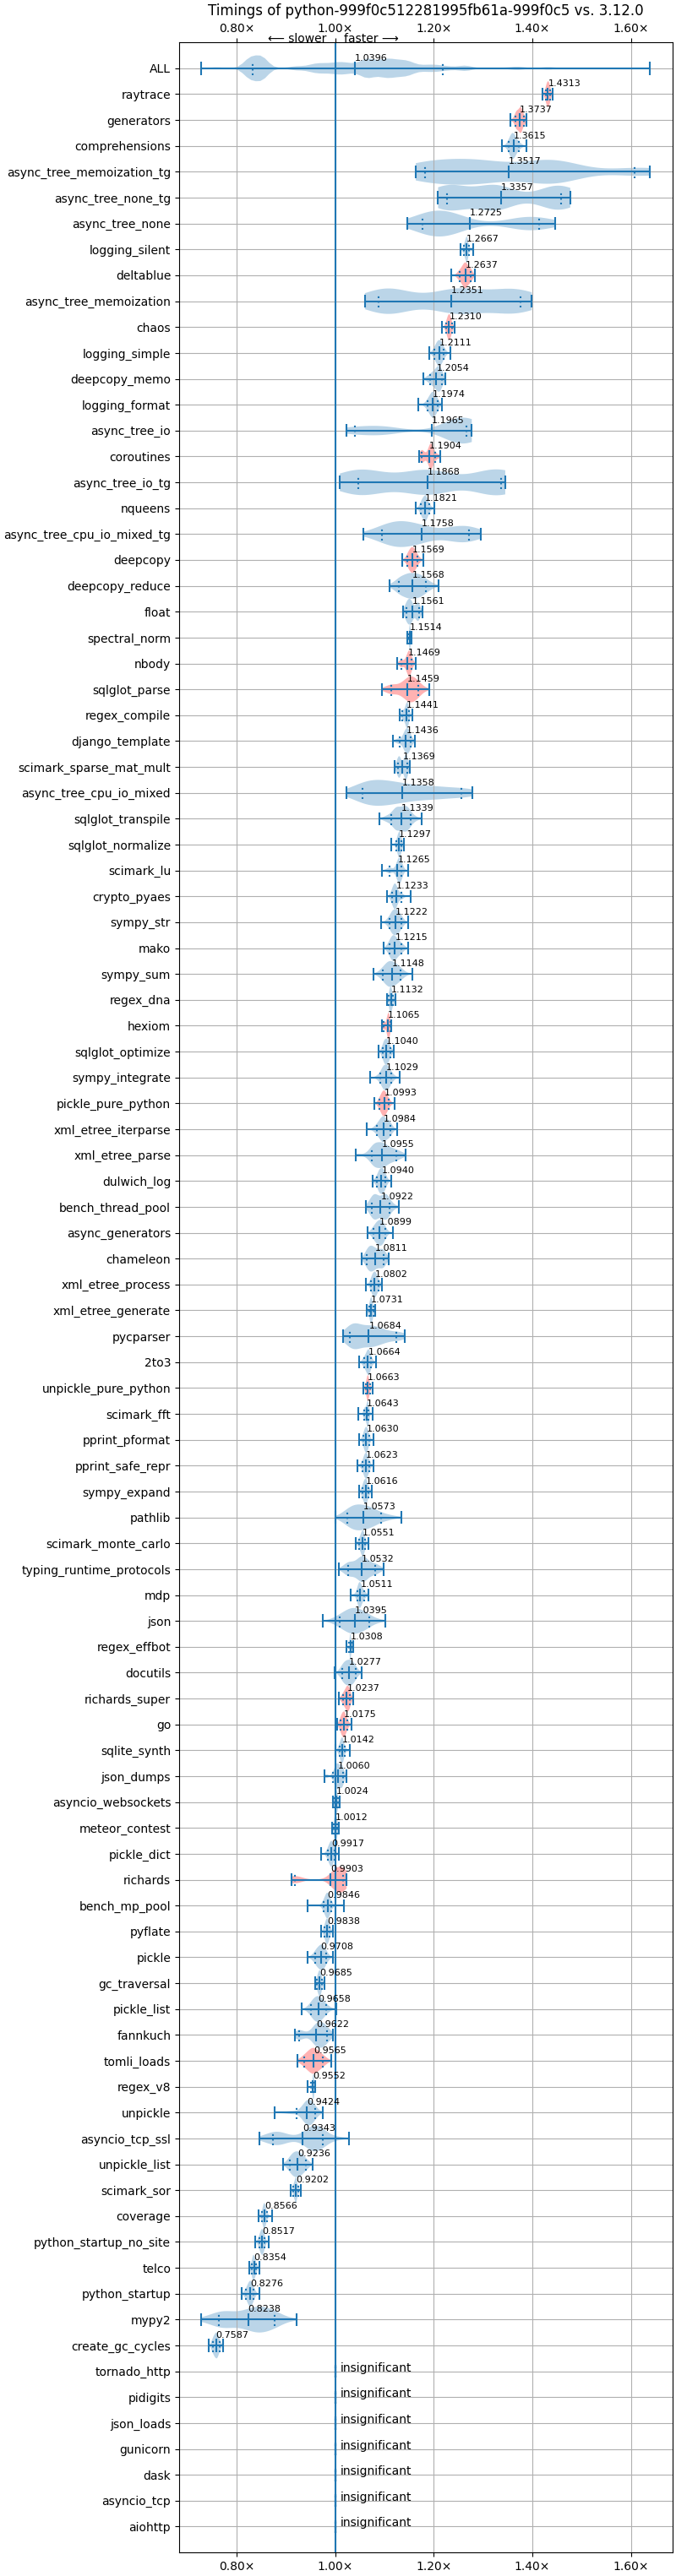 Timings of python-999f0c512281995fb61a-999f0c5 vs. 3.12.0
0.80× 1.00× 1.20× 1.40× 1.60×
⟵ slower faster ⟶
ALL 1.0396
raytrace 1.4313
generators 1.3737
comprehensions 1.3615
async_tree_memoization_tg 1.3517
async_tree_none_tg 1.3357
async_tree_none 1.2725
logging_silent 1.2667
deltablue 1.2637
async_tree_memoization 1.2351
chaos 1.2310
logging_simple 1.2111
deepcopy_memo 1.2054
logging_format 1.1974
async_tree_io 1.1965
coroutines 1.1904
async_tree_io_tg 1.1868
nqueens 1.1821
async_tree_cpu_io_mixed_tg 1.1758
deepcopy 1.1569
deepcopy_reduce 1.1568
float 1.1561
spectral_norm 1.1514
nbody 1.1469
sqlglot_parse 1.1459
regex_compile 1.1441
django_template 1.1436
scimark_sparse_mat_mult 1.1369
async_tree_cpu_io_mixed 1.1358
sqlglot_transpile 1.1339
sqlglot_normalize 1.1297
scimark_lu 1.1265
crypto_pyaes 1.1233
sympy_str 1.1222
mako 1.1215
sympy_sum 1.1148
regex_dna 1.1132
hexiom 1.1065
sqlglot_optimize 1.1040
sympy_integrate 1.1029
pickle_pure_python 1.0993
xml_etree_iterparse 1.0984
xml_etree_parse 1.0955
dulwich_log 1.0940
bench_thread_pool 1.0922
async_generators 1.0899
chameleon 1.0811
xml_etree_process 1.0802
xml_etree_generate 1.0731
pycparser 1.0684
2to3 1.0664
unpickle_pure_python 1.0663
scimark_fft 1.0643
pprint_pformat 1.0630
pprint_safe_repr 1.0623
sympy_expand 1.0616
pathlib 1.0573
scimark_monte_carlo 1.0551
typing_runtime_protocols 1.0532
mdp 1.0511
json 1.0395
regex_effbot 1.0308
docutils 1.0277
richards_super 1.0237
go 1.0175
sqlite_synth 1.0142
json_dumps 1.0060
asyncio_websockets 1.0024
meteor_contest 1.0012
pickle_dict 0.9917
richards 0.9903
bench_mp_pool 0.9846
pyflate 0.9838
pickle 0.9708
gc_traversal 0.9685
pickle_list 0.9658
fannkuch 0.9622
tomli_loads 0.9565
regex_v8 0.9552
unpickle 0.9424
asyncio_tcp_ssl 0.9343
unpickle_list 0.9236
scimark_sor 0.9202
coverage 0.8566
python_startup_no_site 0.8517
telco 0.8354
python_startup 0.8276
mypy2 0.8238
create_gc_cycles 0.7587
tornado_http insignificant
pidigits insignificant
json_loads insignificant
gunicorn insignificant
dask insignificant
asyncio_tcp insignificant
aiohttp insignificant
0.80× 1.00× 1.20× 1.40× 1.60×